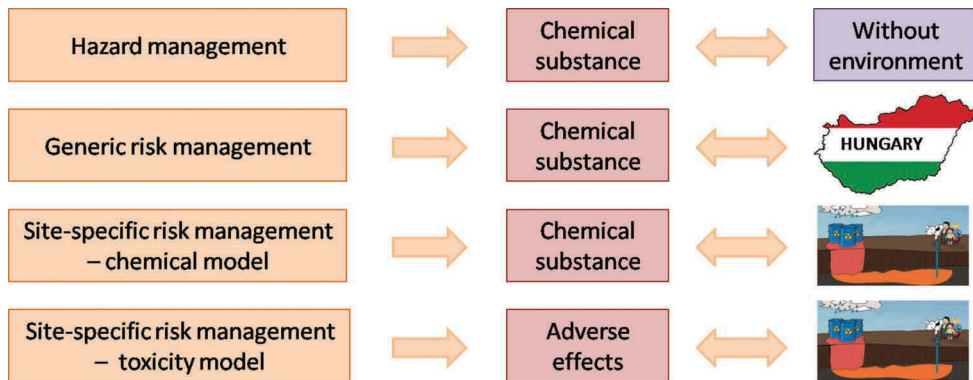 Hazard management
Chemical
substance
Without
environment
Generic risk management
Chemical
substance
HUNGARY
Site-specific risk management
– chemical model
Chemical
substance
Site-specific risk management
– toxicity model
Adverse
effects